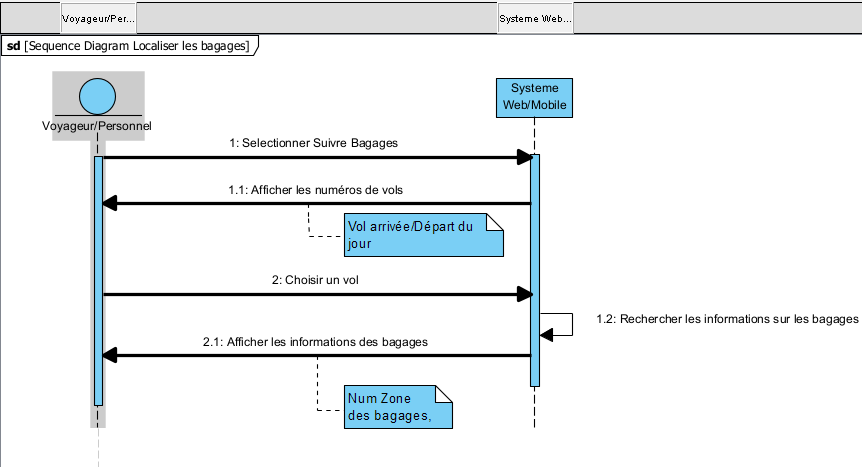 Voyageur/Per...
Systeme Web...
sd [Sequence Diagram Localiser les bagages]
Systeme
Web/Mobile
Voyageur/Personnel
1: Selectionner Suivre Bagages
1.1: Afficher les numéros de vols
Vol arrivée/Départ du
jour
2: Choisir un vol
1.2: Rechercher les informations sur les bagages
2.1: Afficher les informations des bagages
Num Zone
des bagages,